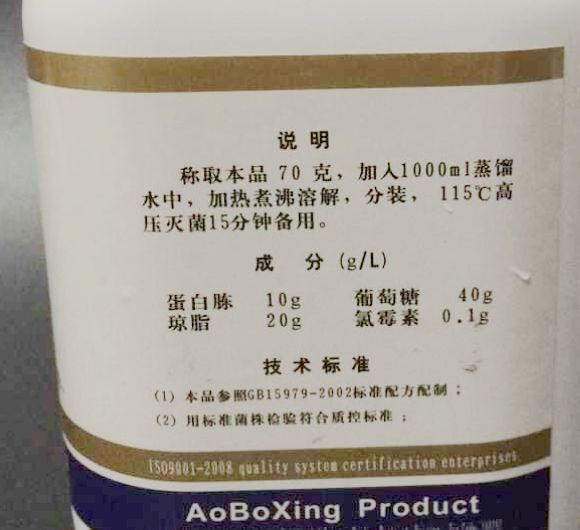 说明
称取本品 70 克，加入1000ml蒸馏
水中，加热煮沸溶解，分装， 115℃高
压灭菌15分钟备用。
成 分 (g/L)
蛋白胨 10g 葡萄糖 40g
琼脂 20g 氯霉素 0.1g
技术标准
(1) 本品参照GB15979-2002标准配方配制；
(2) 用标准菌株检验符合质控标准；
ISO9001-2008 quality system certification enterprises
AoBoXing Product